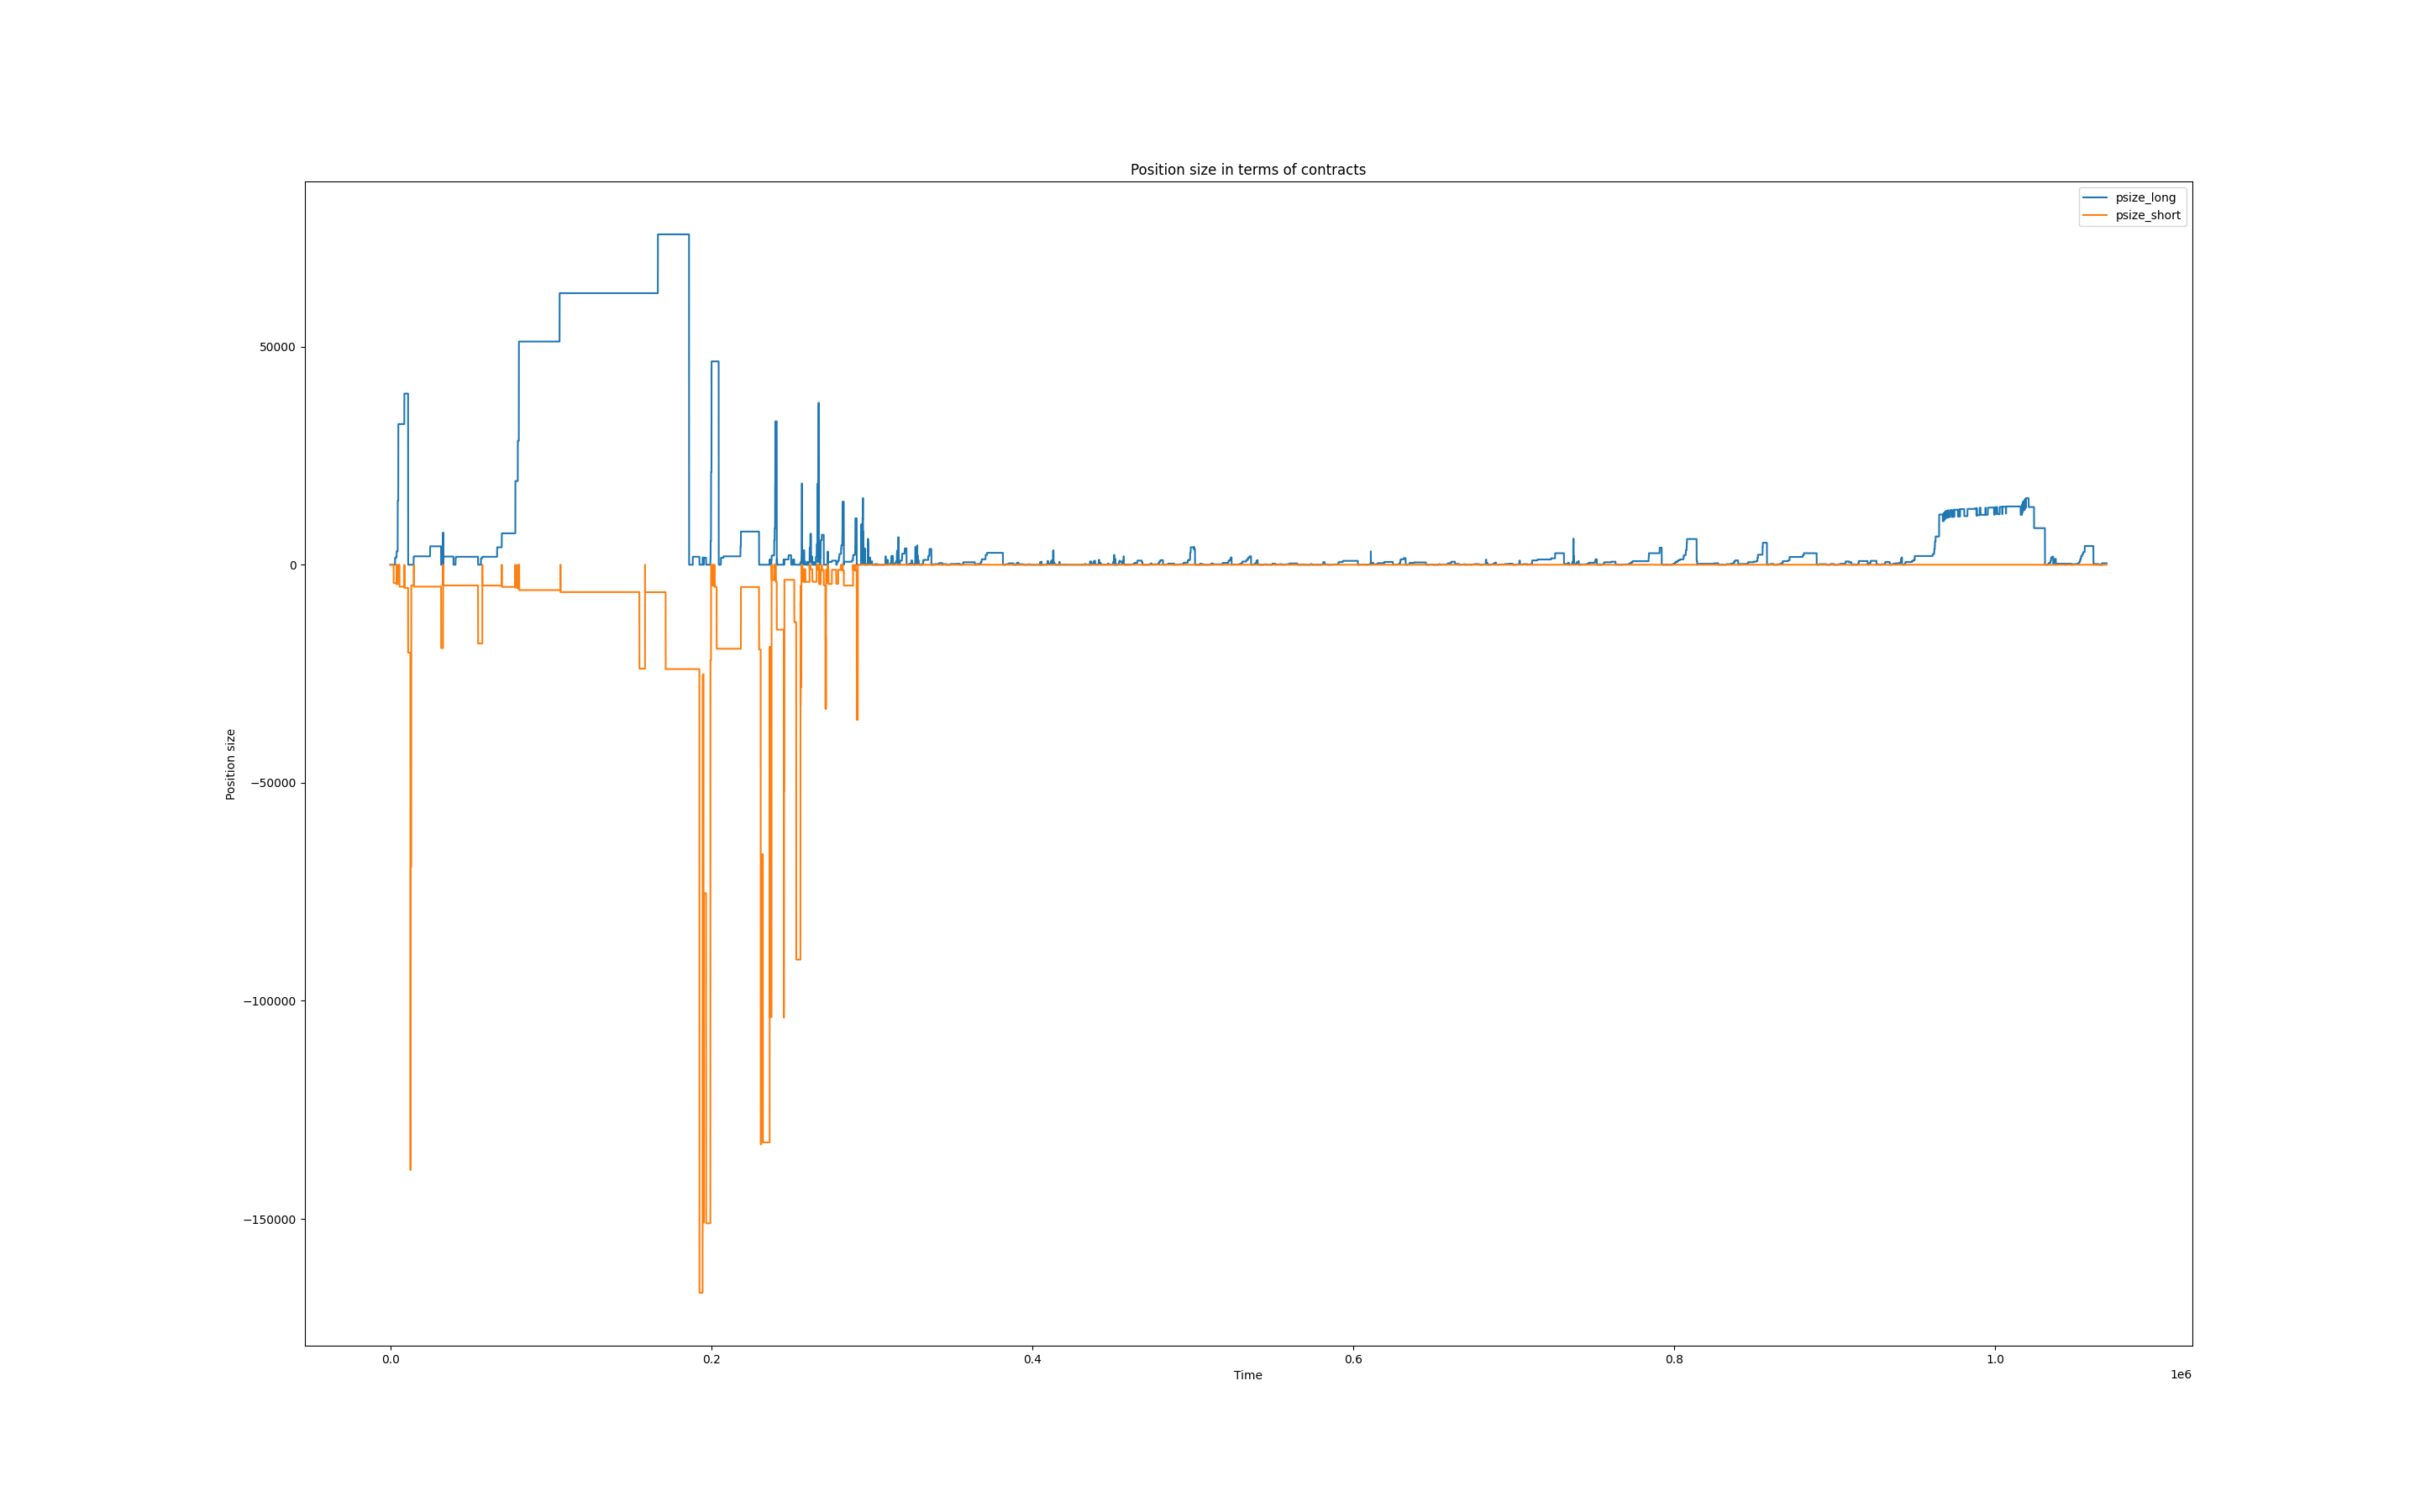 Position size in terms of contracts
psize_long
psize_short
Position size
50000
0
−50000
−100000
−150000
0.0
0.2
0.4
0.6
0.8
1.0
1e6
Time